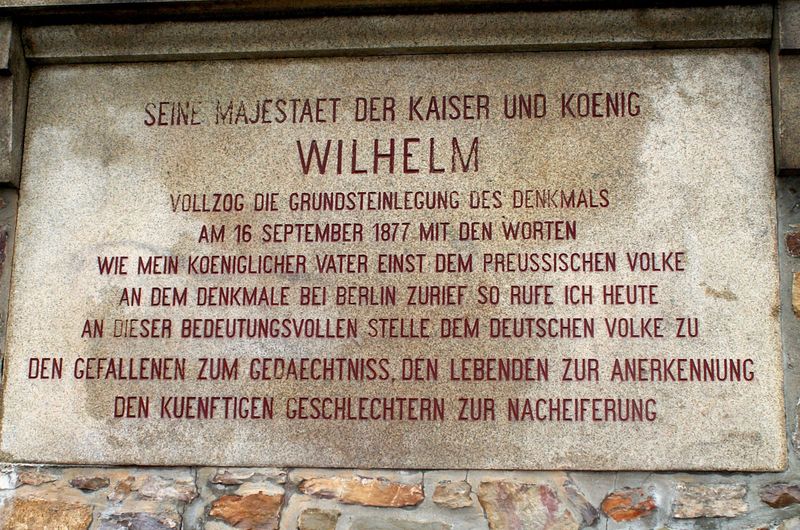 SEINE MAJESTAET DER KAISER UND KOENIG
WILHELM
VOLLZOG DIE GRUNDSTEINLEGUNG DES DENKMALS
AM 16 SEPTEMBER 1877 MIT DEN WORTEN
WIE MEIN KOENIGLICHER VATER EINST DEM PREUSSISCHEN VOLKE
AN DEM DENKMALE BEI BERLIN ZURIEF SO RUFE ICH HEUTE
AN DIESER BEDEUTUNGSVOLLEN STELLE DEM DEUTSCHEN VOLKE ZU
DEN GEFALLENEN ZUM GEDAECHTNISS, DEN LEBENDEN ZUR ANERKENNUNG
DEN KUENFTIGEN GESCHLECHTERN ZUR NACHEIFERUNG